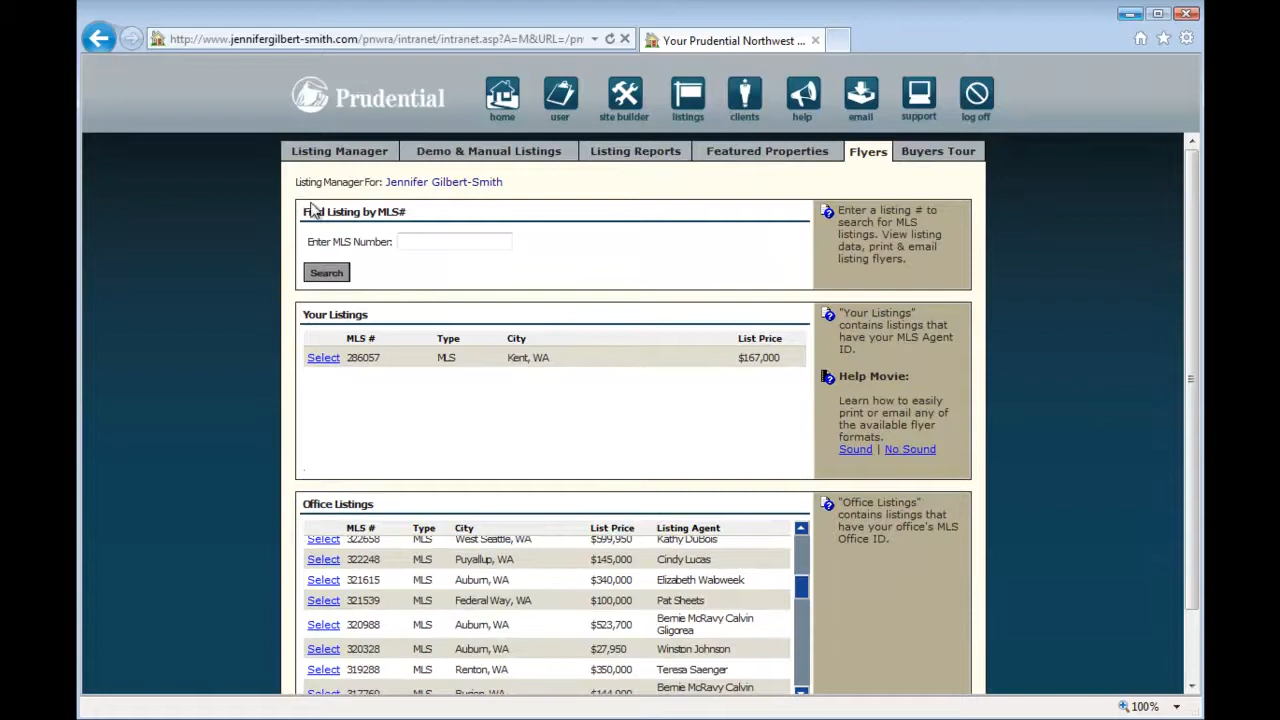 http://www.jennifergilbert-smith.com/pnwra/intranet/intranet.asp?A=M&URL=/pn
Your Prudential Northwest ...
Prudential
home
user
site builder
listings
clients
help
email
support
log off
Listing Manager
Demo & Manual Listings
Listing Reports
Featured Properties
Flyers
Buyers Tour
Listing Manager For: Jennifer Gilbert-Smith
Find Listing by MLS#
Enter MLS Number:
Search
Enter a listing # to
search for MLS
listings. View listing
data, print & email
listing flyers.
Your Listings
MLS # Type City List Price
Select 286057 MLS Kent, WA $167,000
"Your Listings"
contains listings that
have your MLS Agent
ID.
Help Movie:
Learn how to easily
print or email any of
the available flyer
formats.
Sound | No Sound
Office Listings
MLS # Type City List Price Listing Agent
Select 322658 MLS West Seattle, WA $599,950 Kathy DuBois
Select 322248 MLS Puyallup, WA $145,000 Cindy Lucas
Select 321615 MLS Auburn, WA $340,000 Elizabeth Wabweek
Select 321539 MLS Federal Way, WA $100,000 Pat Sheets
Select 320988 MLS Auburn, WA $523,700 Bernie McRavy Calvin
Gligorea
Select 320328 MLS Auburn, WA $27,950 Winston Johnson
Select 319288 MLS Renton, WA $350,000 Teresa Saenger
Select 317769 MLS Burien, WA $144,000 Bernie McRavy Calvin
"Office Listings"
contains listings that
have your office's MLS
Office ID.
100%